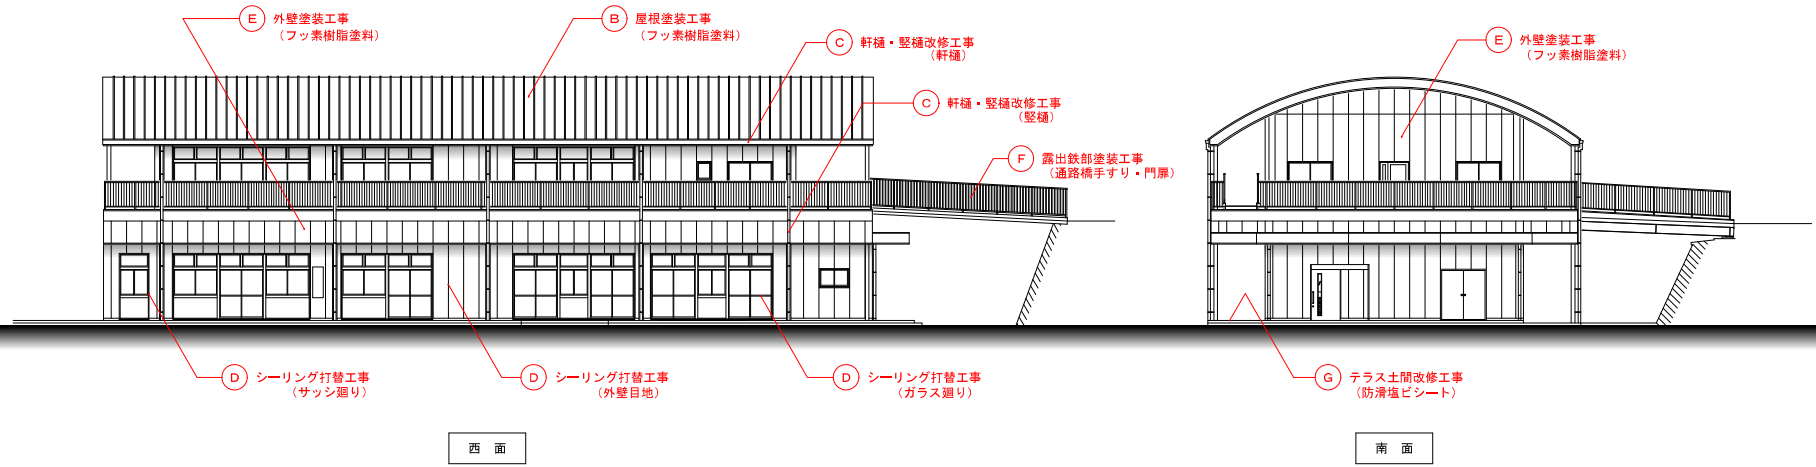 E 外壁塗装工事
（フッ素樹脂塗料）
B 屋根塗装工事
（フッ素樹脂塗料）
C 軒樋・竪樋改修工事
（軒樋）
C 軒樋・竪樋改修工事
（竪樋）
F 露出鉄部塗装工事
（通路橋手すり・門扉）
E 外壁塗装工事
（フッ素樹脂塗料）
D シーリング打替工事
（サッシ廻り）
D シーリング打替工事
（外壁目地）
D シーリング打替工事
（ガラス廻り）
G テラス土間改修工事
（防滑塩ビシート）
西 面
南 面